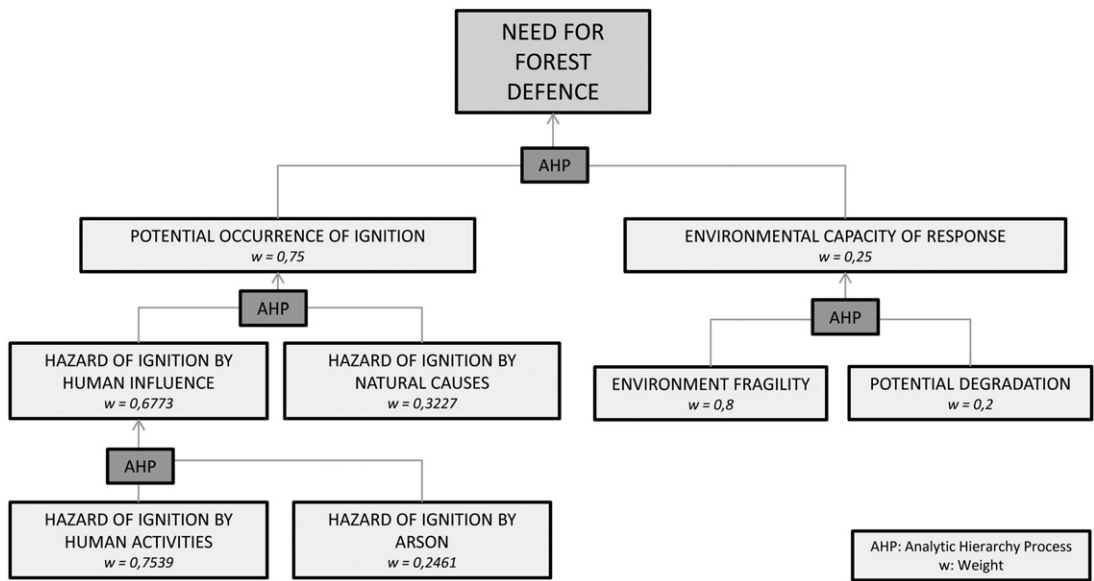 NEED FOR
FOREST
DEFENCE
AHP
POTENTIAL OCCURRENCE OF IGNITION
w = 0,75
ENVIRONMENTAL CAPACITY OF RESPONSE
w = 0,25
AHP
AHP
HAZARD OF IGNITION BY
HUMAN INFLUENCE
w = 0,6773
HAZARD OF IGNITION BY
NATURAL CAUSES
w = 0,3227
ENVIRONMENT FRAGILITY
w = 0,8
POTENTIAL DEGRADATION
w = 0,2
AHP
HAZARD OF IGNITION BY
HUMAN ACTIVITIES
w = 0,7539
HAZARD OF IGNITION BY
ARSON
w = 0,2461
AHP: Analytic Hierarchy Process
w: Weight